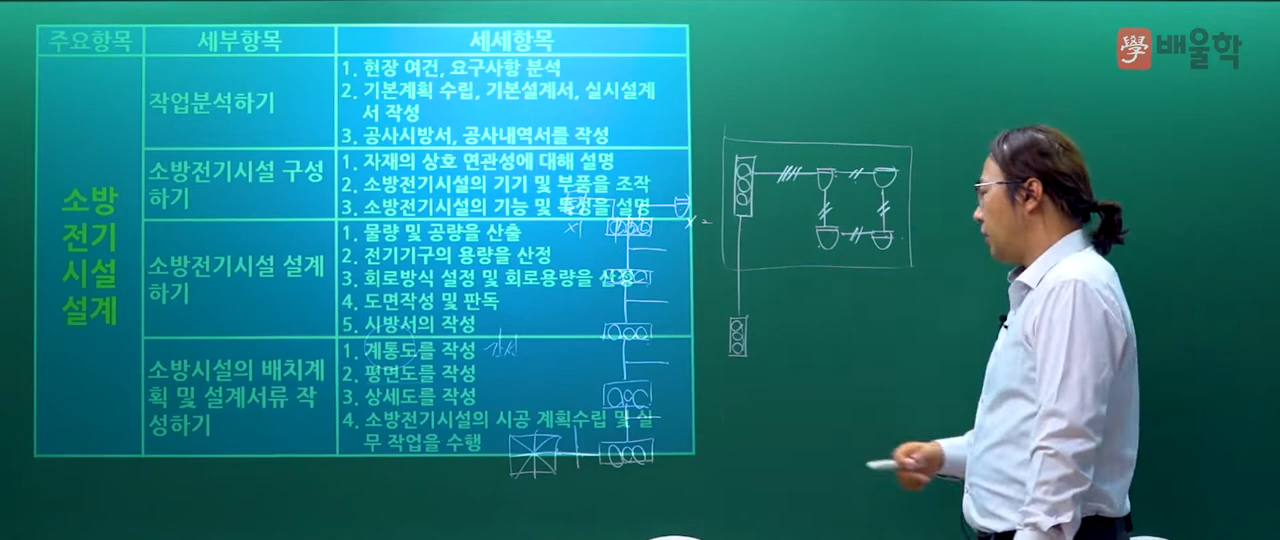 주요항목 세부항목 세세항목
學 배울학
소방
전기
시설
설계
작업분석하기
1. 현장 여건, 요구사항 분석
2. 기본계획 수립, 기본설계서, 실시설계
서 작성
3. 공사시방서, 공사내역서를 작성
소방전기시설 구성
하기
1. 자재의 상호 연관성에 대해 설명
2. 소방전기시설의 기기 및 부품을 조작
3. 소방전기시설의 기능 및 특성을 설명
소방전기시설 설계
하기
1. 물량 및 공량을 산출
2. 전기기구의 용량을 산정
3. 회로방식 설정 및 회로용량을 산정
4. 도면작성 및 판독
5. 시방서의 작성
소방시설의 배치계
획 및 설계서류 작
성하기
1. 계통도를 작성 간선
2. 평면도를 작성
3. 상세도를 작성
4. 소방전기시설의 시공 계획수립 및 실
무 작업을 수행